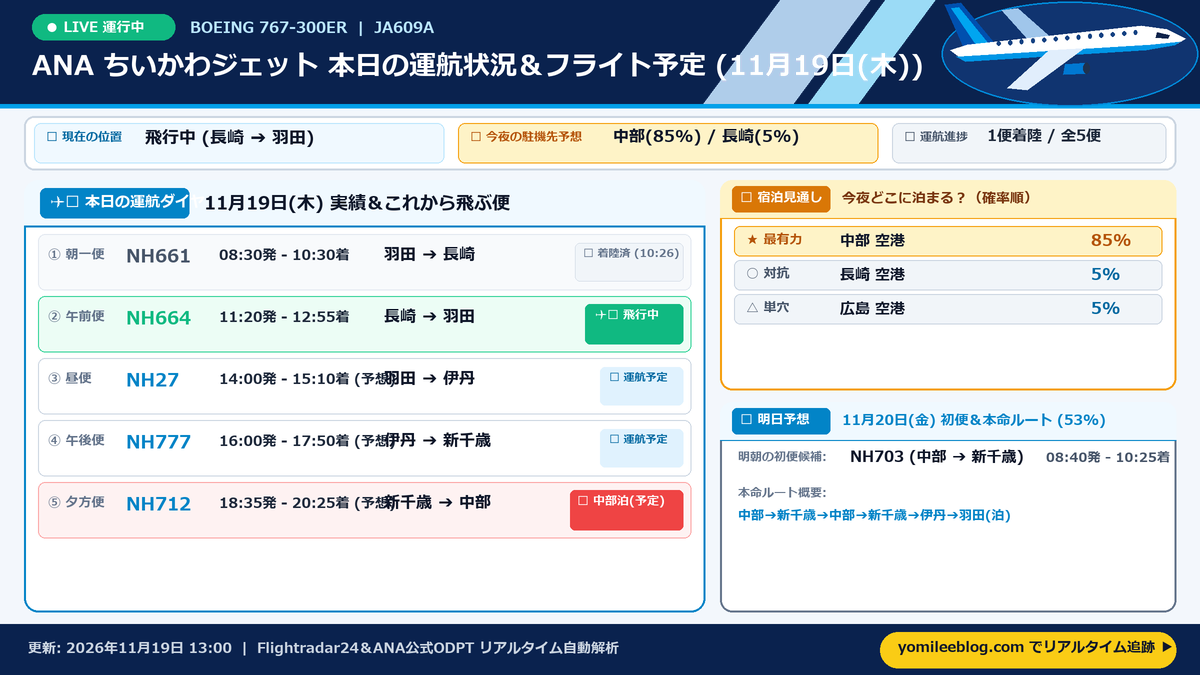 ● LIVE 運行中
BOEING 767-300ER | JA609A
ANA ちいかわジェット 本日の運航状況&フライト予定 (11月19日(木))
□ 現在の位置 飛行中 (長崎 → 羽田)
□ 今夜の駐機先予想 中部(85%) / 長崎(5%)
□ 運航進捗 1便着陸 / 全5便
✈□ 本日の運航ダイ 11月19日(木) 実績&これから飛ぶ便
① 朝一便 NH661 08:30発 - 10:30着 羽田 → 長崎 □ 着陸済 (10:26)
② 午前便 NH664 11:20発 - 12:55着 長崎 → 羽田 ✈□ 飛行中
③ 昼便 NH27 14:00発 - 15:10着 (予想 羽田 → 伊丹 □ 運航予定
④ 午後便 NH777 16:00発 - 17:50着 (予想 伊丹 → 新千歳 □ 運航予定
⑤ 夕方便 NH712 18:35発 - 20:25着 (予想 新千歳 → 中部 □ 中部泊(予定)
□ 宿泊見通し 今夜どこに泊まる？ (確率順)
★ 最有力 中部 空港 85%
○ 対抗 長崎 空港 5%
△ 単穴 広島 空港 5%
□ 明日予想 11月20日(金) 初便&本命ルート (53%)
明朝の初便候補: NH703 (中部 → 新千歳) 08:40発 - 10:25着
本命ルート概要:
中部→新千歳→中部→新千歳→伊丹→羽田(泊)
更新: 2026年11月19日 13:00 | Flightradar24&ANA公式ODPT リアルタイム自動解析
yomileeblog.com でリアルタイム追跡 ▶